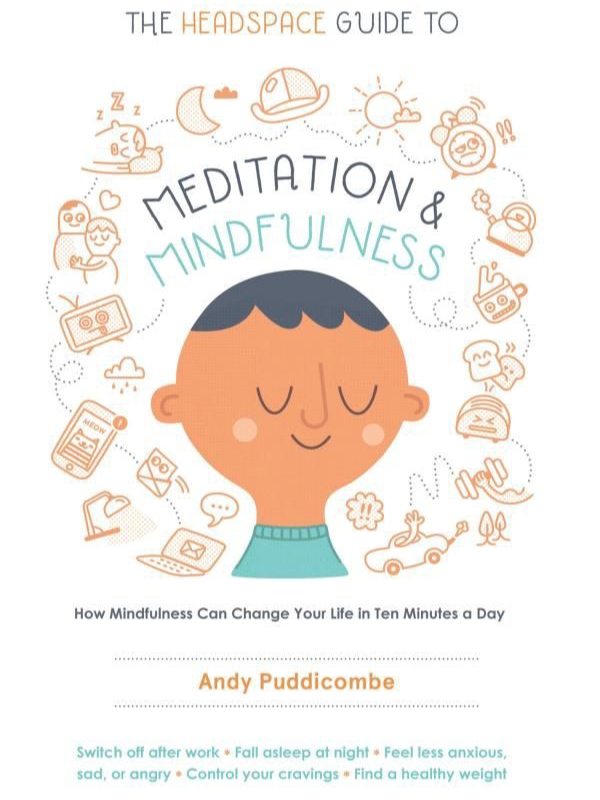 THE HEADSPACE GUIDE TO
MEDITATION &
MINDFULNESS
z Z z
!!
MEOW
!
!!
How Mindfulness Can Change Your Life in Ten Minutes a Day
Andy Puddicombe
Switch off after work • Fall asleep at night • Feel less anxious,
sad, or angry • Control your cravings • Find a healthy weight